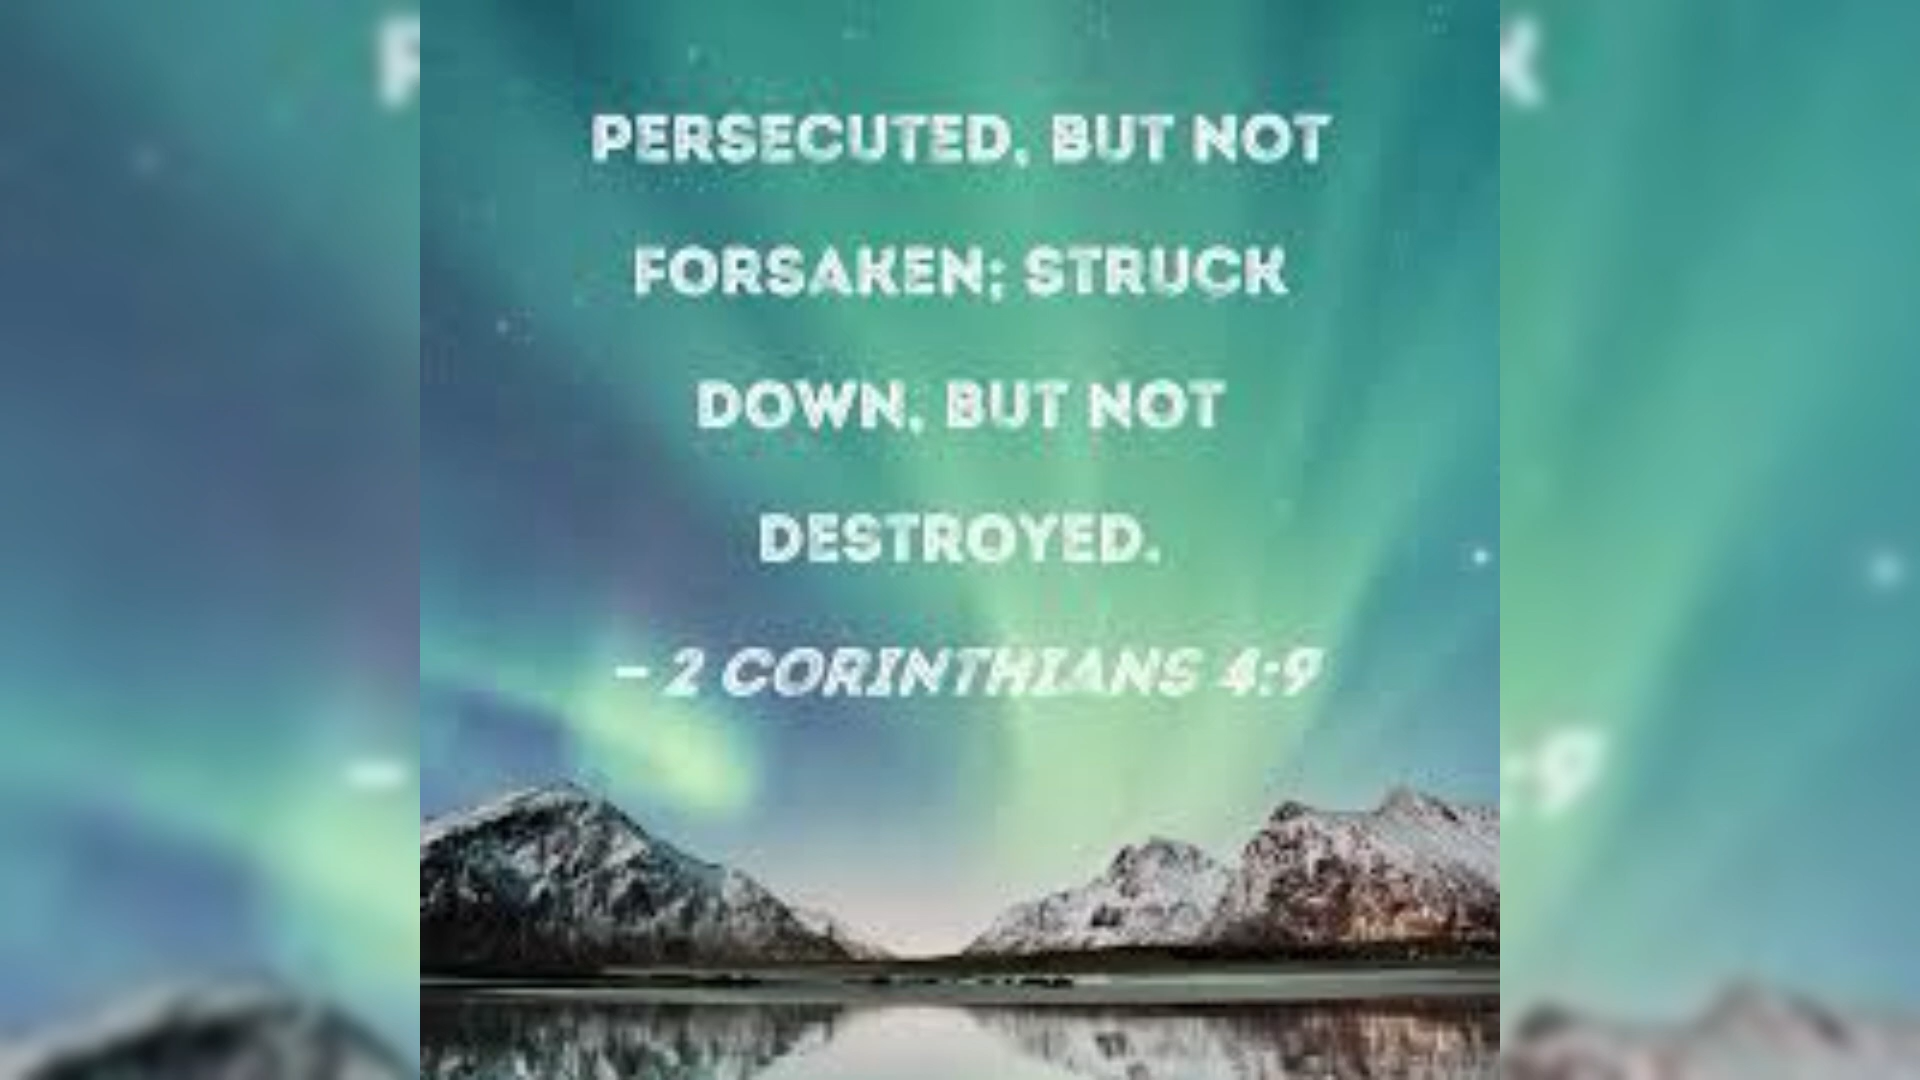 PERSECUTED, BUT NOT
FORSAKEN; STRUCK
DOWN, BUT NOT
DESTROYED.
– 2 CORINTHIANS 4:9